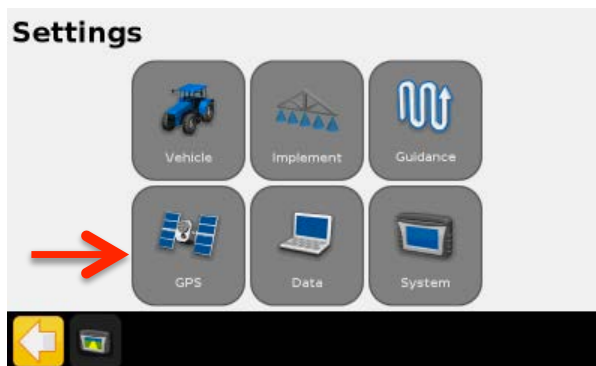 Settings
Vehicle
Implement
Guidance
GPS
Data
System